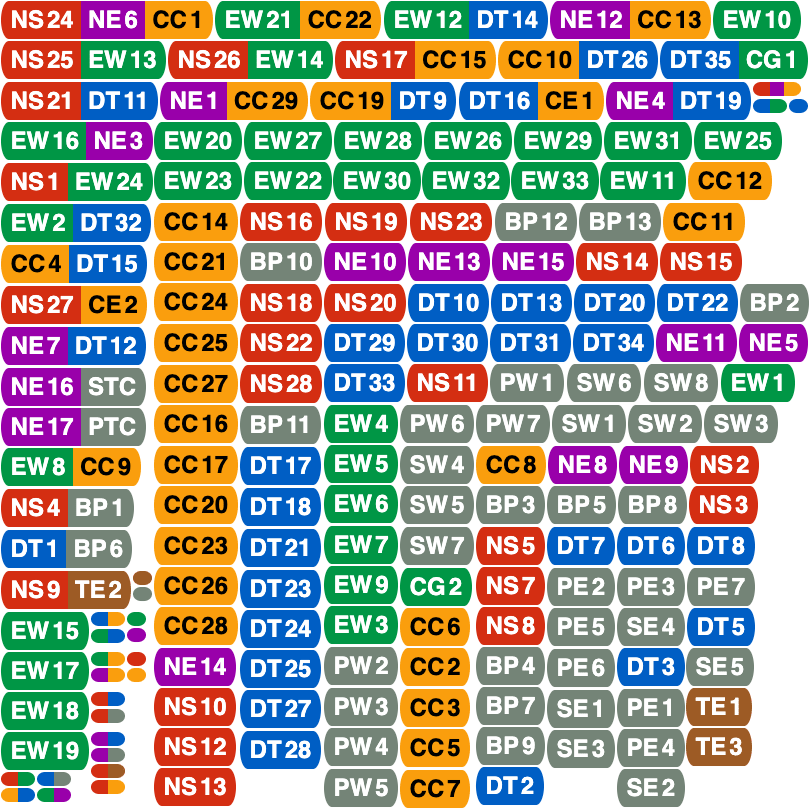 NS24 NE6 CC1 EW21 CC22 EW12 DT14 NE12 CC13 EW10
NS25 EW13 NS26 EW14 NS17 CC15 CC10 DT26 DT35 CG1
NS21 DT11 NE1 CC29 CC19 DT9 DT16 CE1 NE4 DT19
EW16 NE3 EW20 EW27 EW28 EW26 EW29 EW31 EW25
NS1 EW24 EW23 EW22 EW30 EW32 EW33 EW11 CC12
EW2 DT32 CC14 NS16 NS19 NS23 BP12 BP13 CC11
CC4 DT15 CC21 BP10 NE10 NE13 NE15 NS14 NS15
NS27 CE2 CC24 NS18 NS20 DT10 DT13 DT20 DT22 BP2
NE7 DT12 CC25 NS22 DT29 DT30 DT31 DT34 NE11 NE5
NE16 STC CC27 NS28 DT33 NS11 PW1 SW6 SW8 EW1
NE17 PTC CC16 BP11 EW4 PW6 PW7 SW1 SW2 SW3
EW8 CC9 CC17 DT17 EW5 SW4 CC8 NE8 NE9 NS2
NS4 BP1 CC20 DT18 EW6 SW5 BP3 BP5 BP8 NS3
DT1 BP6 CC23 DT21 EW7 SW7 NS5 DT7 DT6 DT8
NS9 TE2 CC26 DT23 EW9 CG2 NS7 PE2 PE3 PE7
EW15 CC28 DT24 EW3 CC6 NS8 PE5 SE4 DT5
EW17 NE14 DT25 PW2 CC2 BP4 PE6 DT3 SE5
EW18 NS10 DT27 PW3 CC3 BP7 SE1 PE1 TE1
EW19 NS12 DT28 PW4 CC5 BP9 SE3 PE4 TE3
NS13 PW5 CC7 DT2 SE2